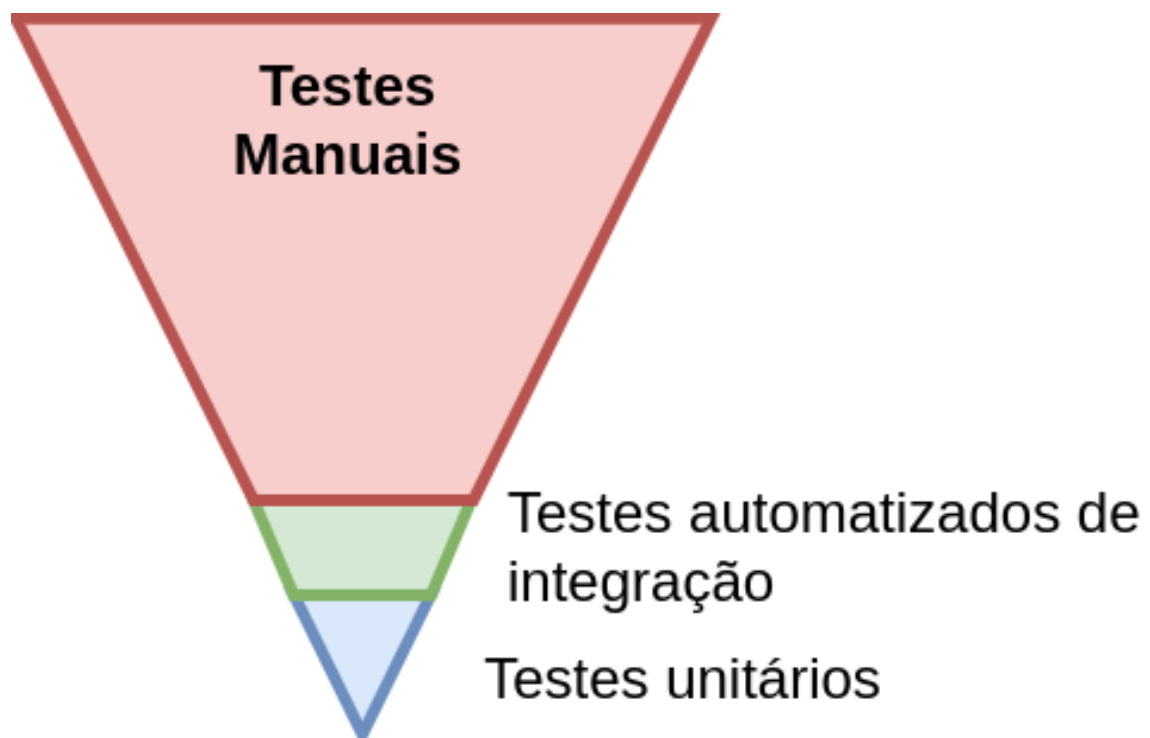 Testes
Manuais
Testes automatizados de
integração
Testes unitários